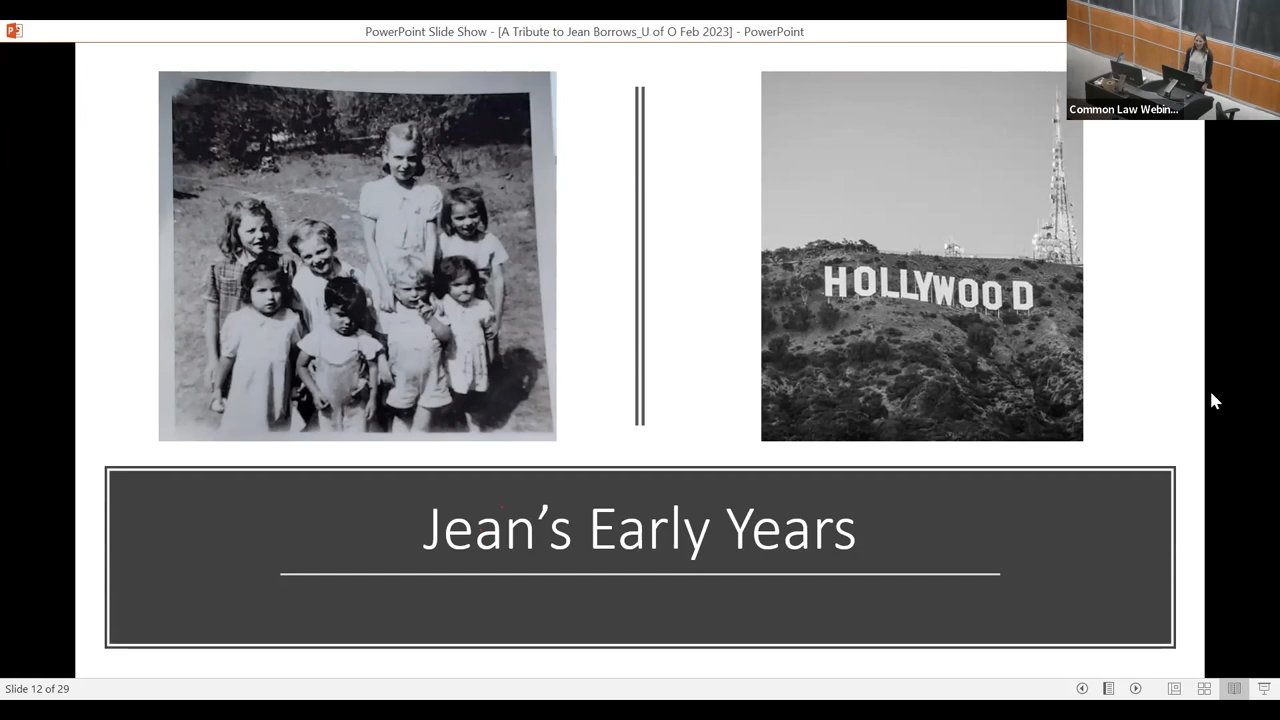 PowerPoint Slide Show - [A Tribute to Jean Borrows_U of O Feb 2023] - PowerPoint
Common Law Webin...
HOLLYWOOD
Jean’s Early Years
Slide 12 of 29